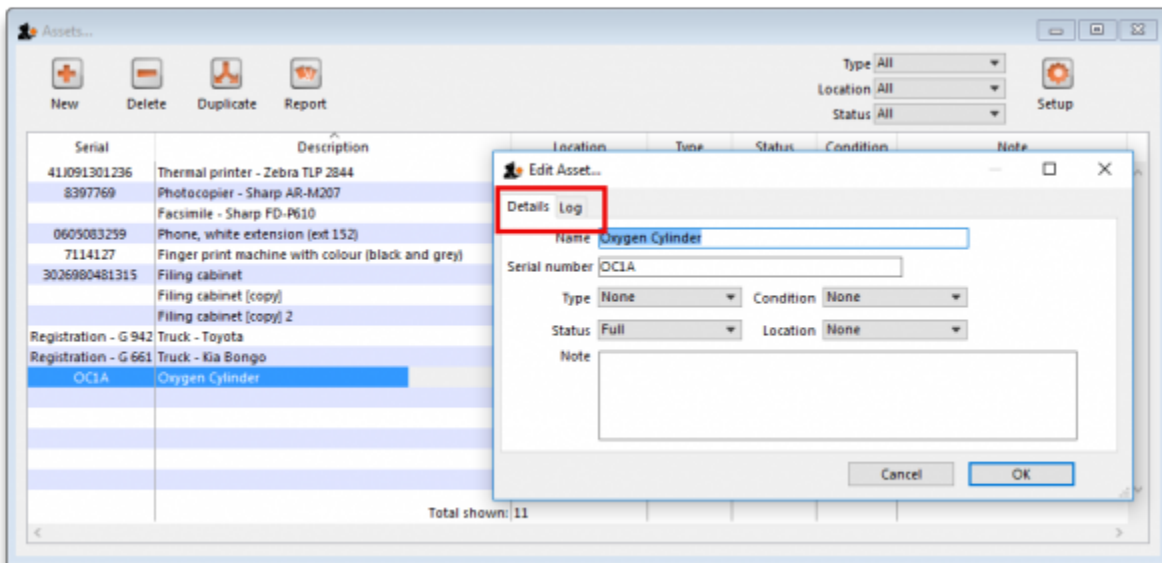 Assets...
Type All
New Delete Duplicate Report
Location All
Setup
Status All
Serial Description Location Type Status Condition Note
41J091301236 Thermal printer - Zebra TLP 2844
8397769 Photocopier - Sharp AR-M207
Facsimile - Sharp FD-P610
0605083259 Phone, white extension (ext 152)
7114127 Finger print machine with colour (black and grey)
3026980481315 Filing cabinet
Filing cabinet [copy]
Filing cabinet [copy] 2
Registration - G 942 Truck - Toyota
Registration - G 661 Truck - Kia Bongo
OC1A Oxygen Cylinder
Total shown: 11
Edit Asset...
Details Log
Name Oxygen Cylinder
Serial number OC1A
Type None Condition None
Status Full Location None
Note
Cancel OK